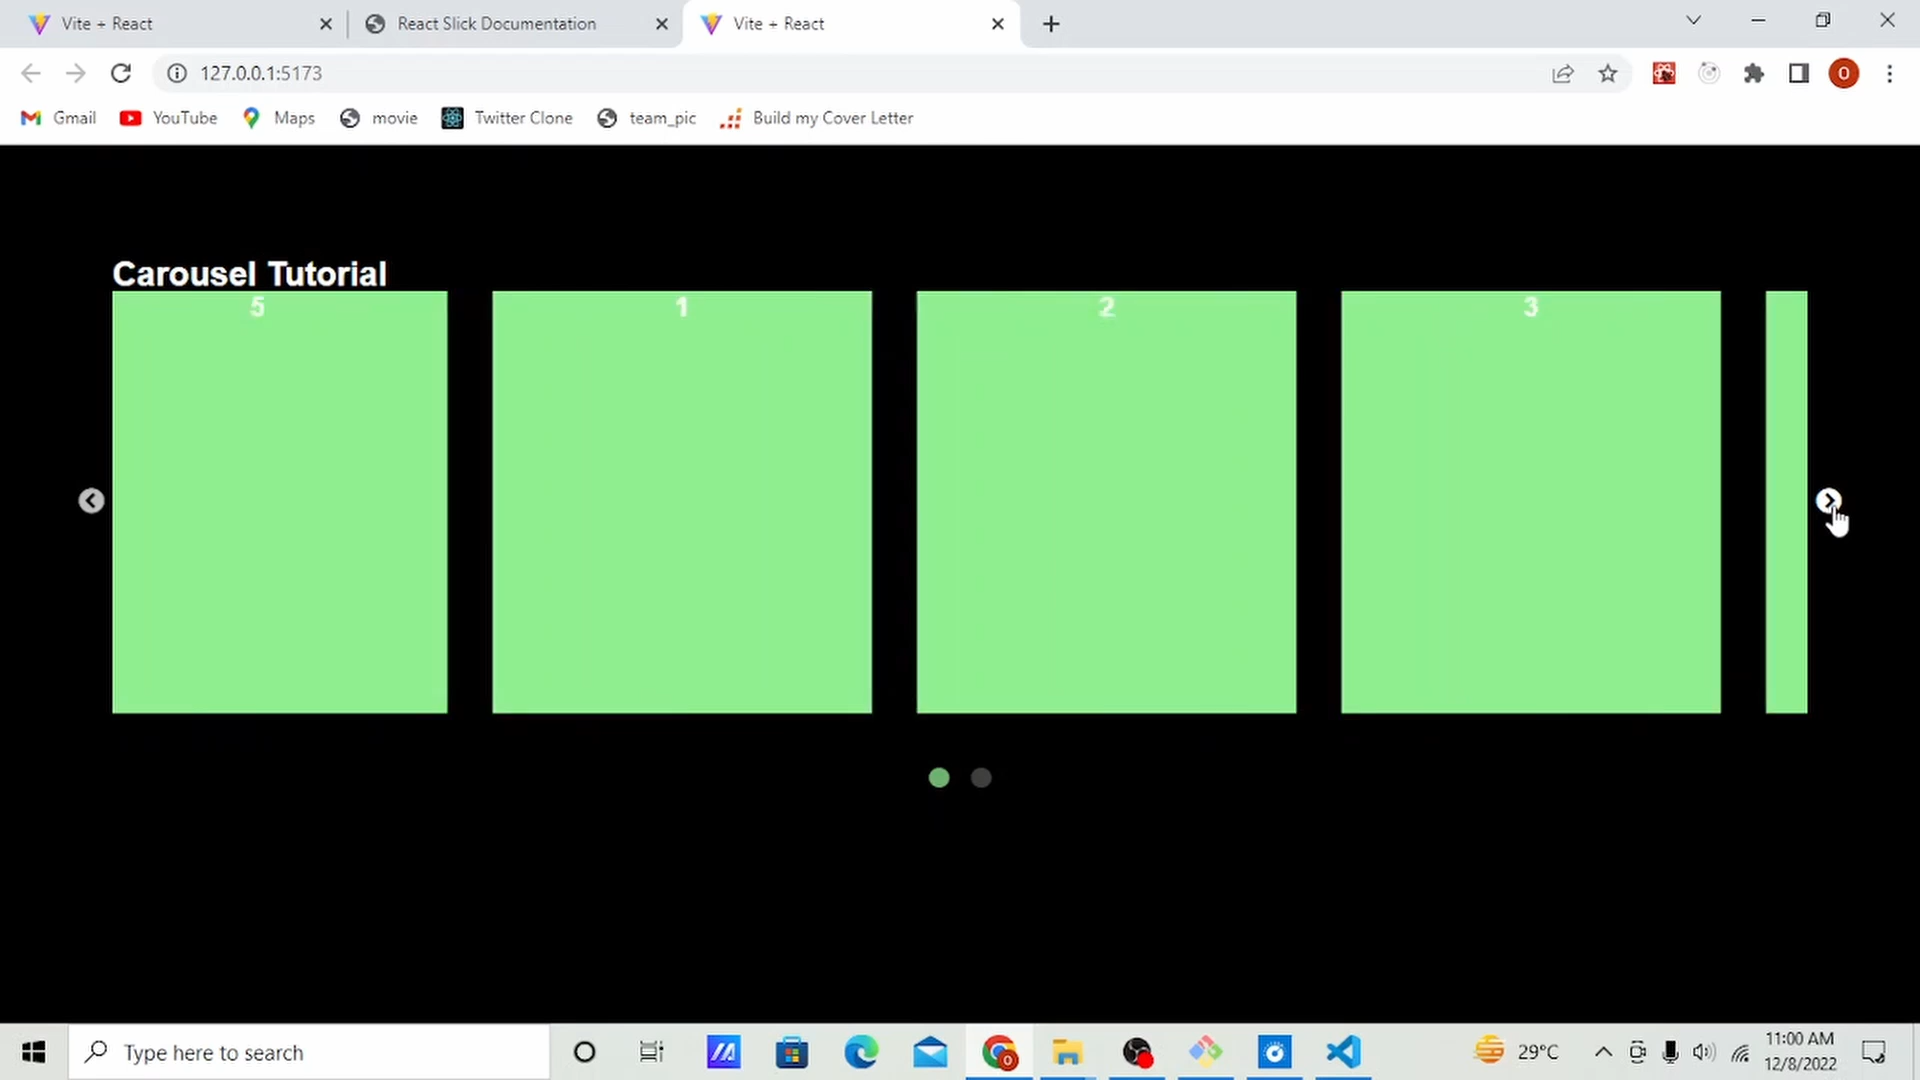 Vite + React
React Slick Documentation
Vite + React
127.0.0.1:5173
O
Gmail
YouTube
Maps
movie
Twitter Clone
team_pic
Build my Cover Letter
Carousel Tutorial
5
1
2
3
Type here to search
29°C
11:00 AM
12/8/2022